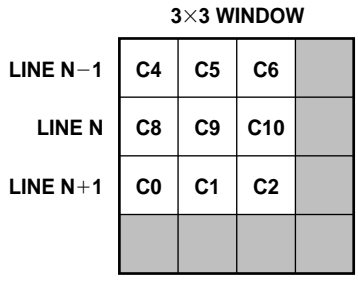 3×3 WINDOW
LINE N−1 C4 C5 C6
LINE N C8 C9 C10
LINE N+1 C0 C1 C2